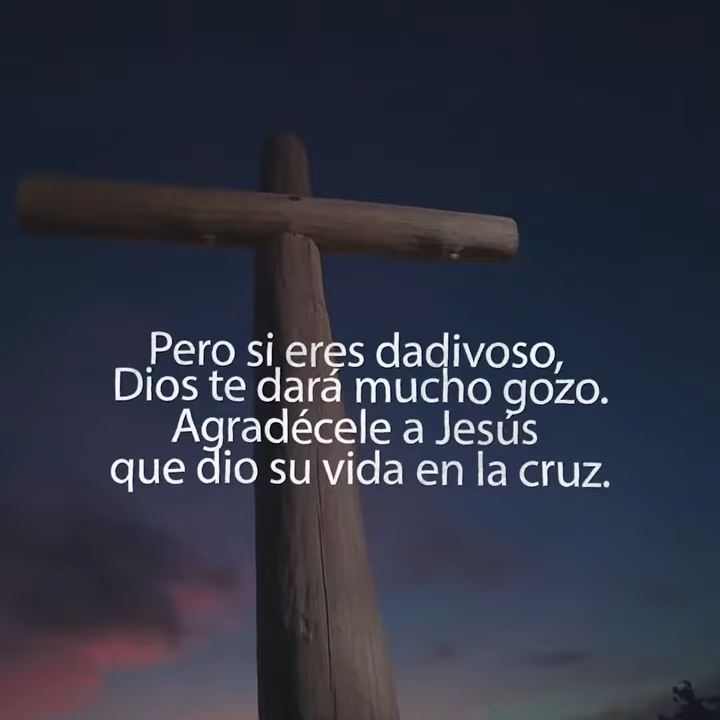 Pero si eres dadivoso,
Dios te dará mucho gozo.
Agradécele a Jesús
que dio su vida en la cruz.